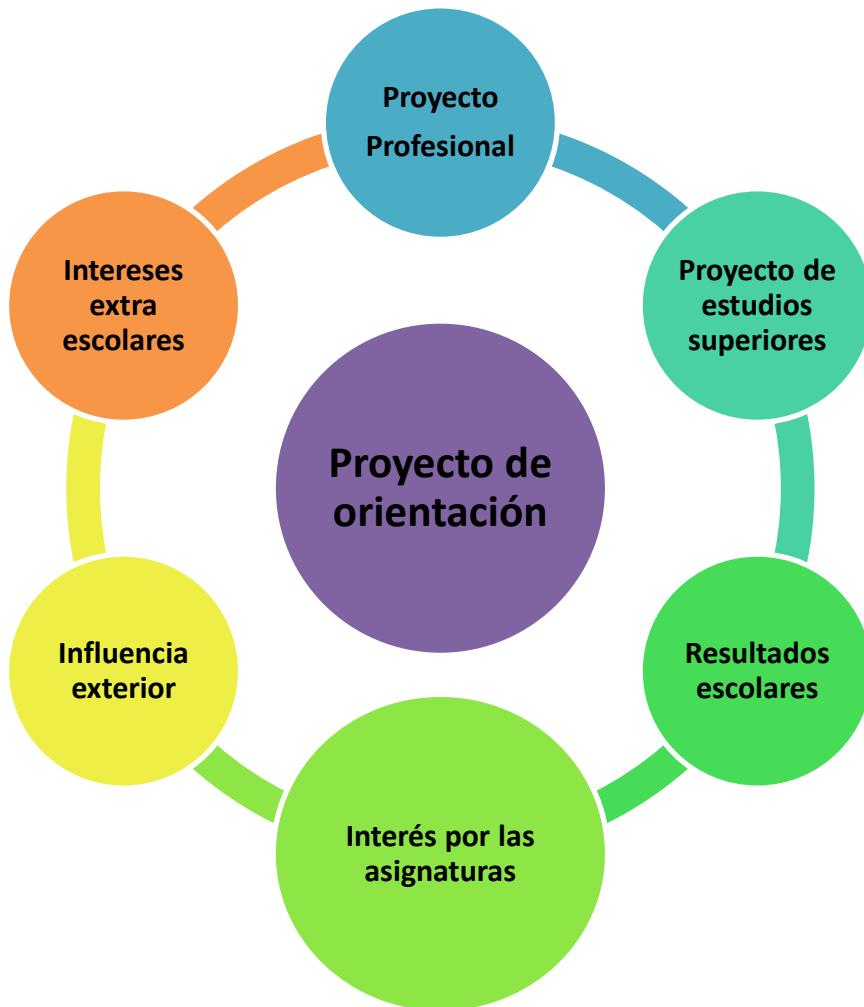 Proyecto
Profesional
Intereses
extra
escolares
Proyecto de
estudios
superiores
Proyecto de
orientación
Influencia
exterior
Resultados
escolares
Interés por las
asignaturas